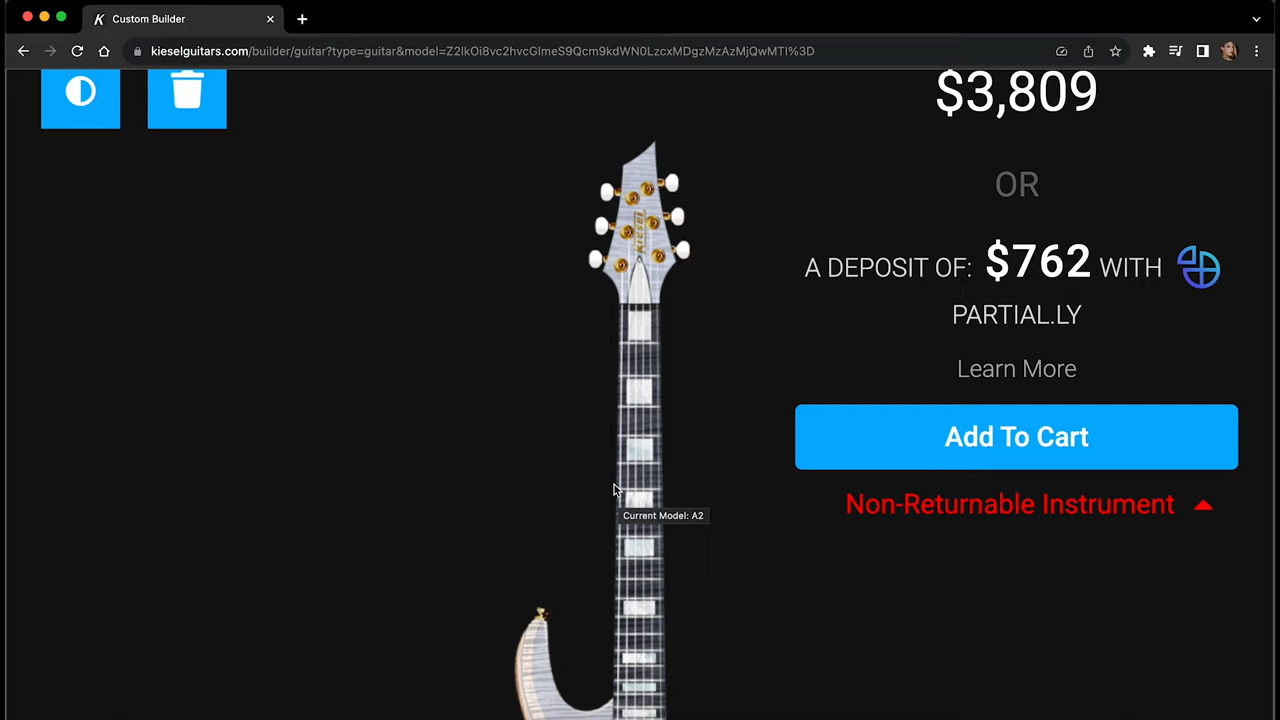 Custom Builder
kieselguitars.com/builder/guitar?type=guitar&model=Z2lkOi8vc2hvcGlmeS9Qcm9kdWN0LzcxMDgzMzAzMjQwMTI%3D
$3,809
OR
A DEPOSIT OF: $762 WITH
PARTIAL.LY
Learn More
Add To Cart
Non-Returnable Instrument
KIESEL
Current Model: A2